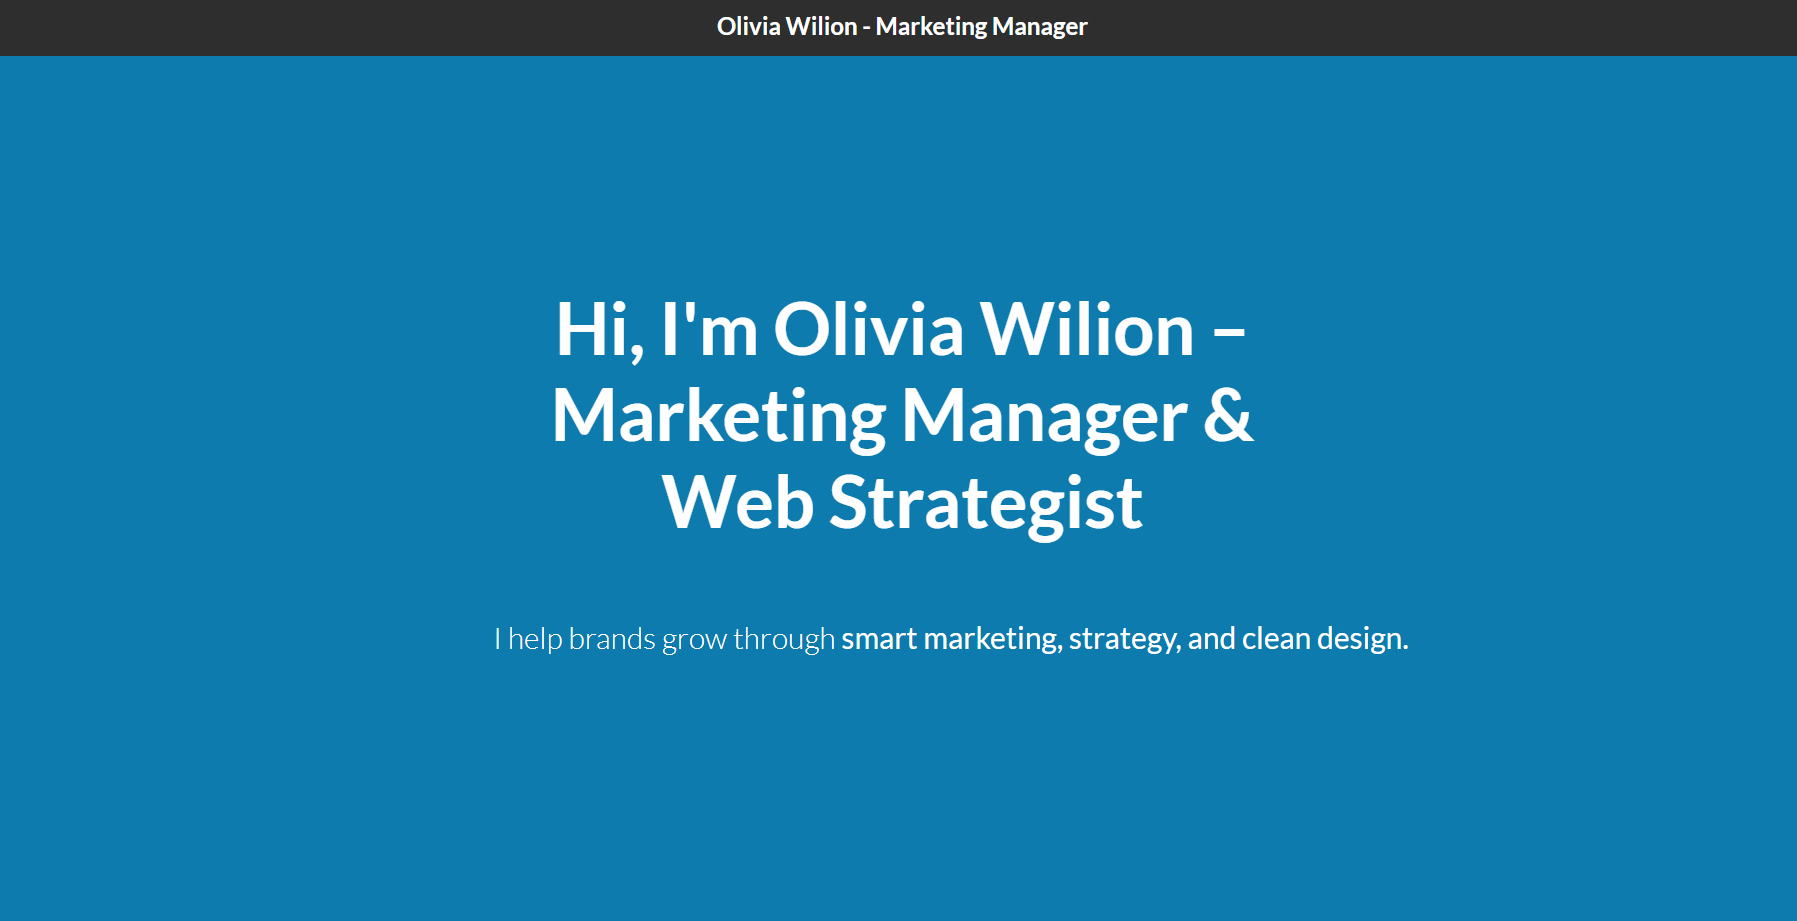 Olivia Wilion - Marketing Manager
Hi, I'm Olivia Wilion –
Marketing Manager &
Web Strategist
I help brands grow through smart marketing, strategy, and clean design.